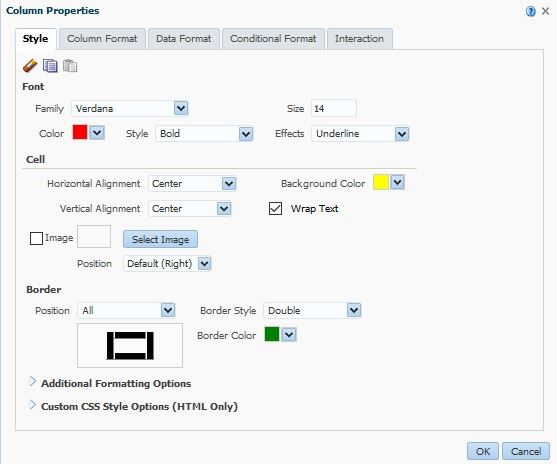 Column Properties
Style Column Format Data Format Conditional Format Interaction
Font
Family Verdana Size 14
Color Style Bold Effects Underline
Cell
Horizontal Alignment Center Background Color
Vertical Alignment Center Wrap Text
Image Select Image
Position Default (Right)
Border
Position All Border Style Double
Border Color
Additional Formatting Options
Custom CSS Style Options (HTML Only)
OK Cancel